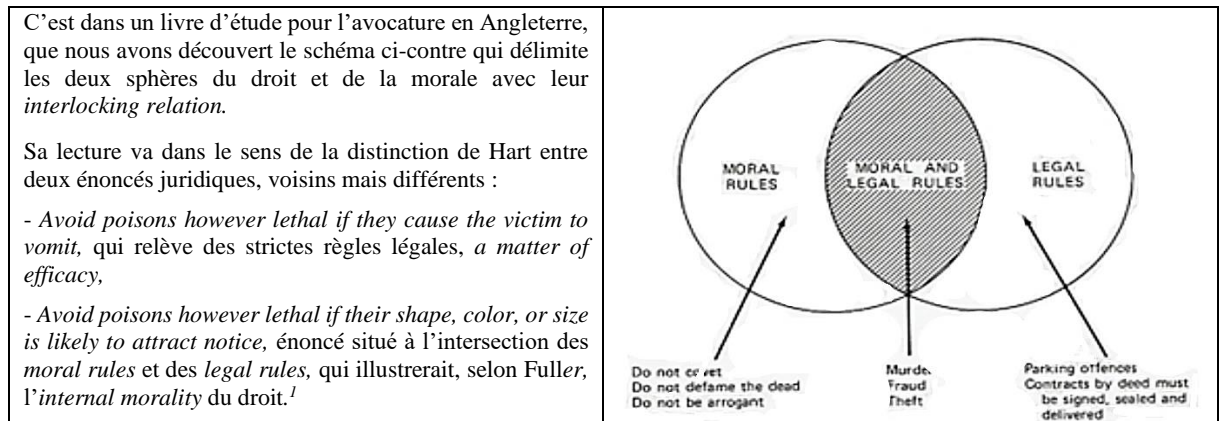 C’est dans un livre d’étude pour l’avocature en Angleterre,
que nous avons découvert le schéma ci-contre qui délimite
les deux sphères du droit et de la morale avec leur
interlocking relation.
Sa lecture va dans le sens de la distinction de Hart entre
deux énoncés juridiques, voisins mais différents :
- Avoid poisons however lethal if they cause the victim to
vomit, qui relève des strictes règles légales, a matter of
efficacy,
- Avoid poisons however lethal if their shape, color, or size
is likely to attract notice, énoncé situé à l’intersection des
moral rules et des legal rules, qui illustrerait, selon Fuller,
l’internal morality du droit.1
MORAL
RULES
MORAL AND
LEGAL RULES
LEGAL
RULES
Do not covet
Do not defame the dead
Do not be arrogant
Murder
Fraud
Theft
Parking offences
Contracts by deed must
be signed, sealed and
delivered